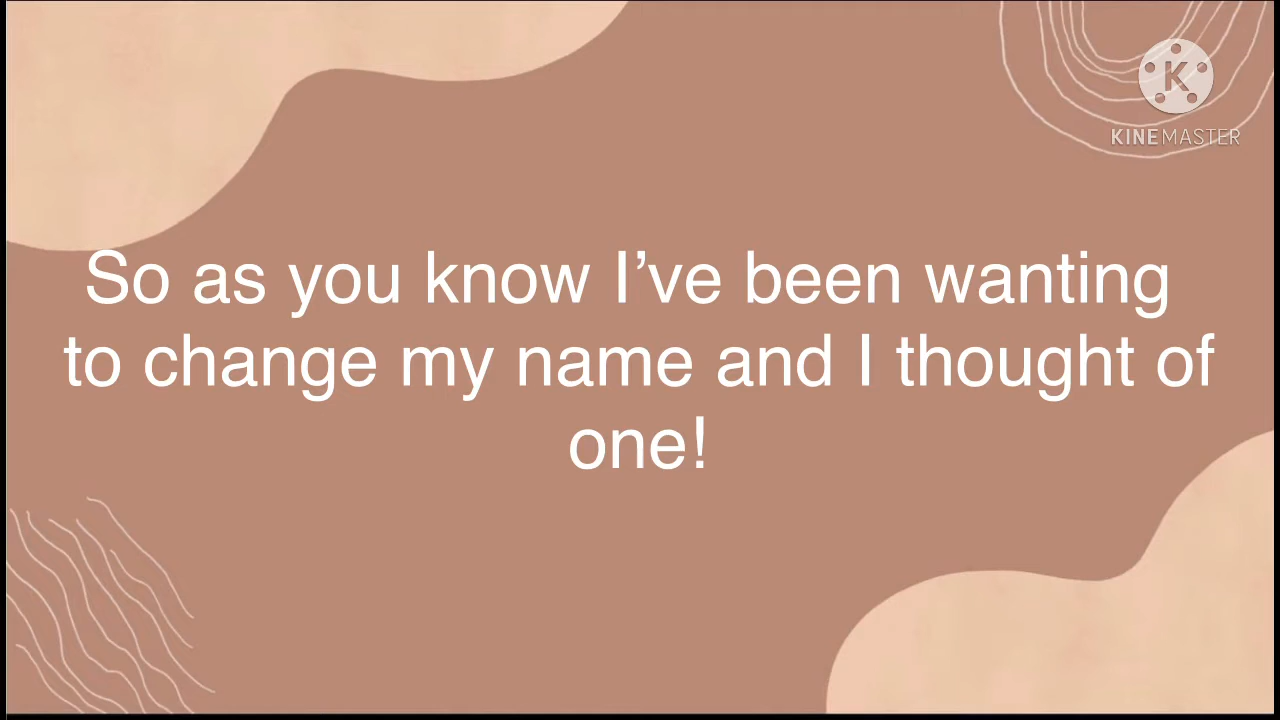 K
KINEMASTER
So as you know I’ve been wanting
to change my name and I thought of
one!